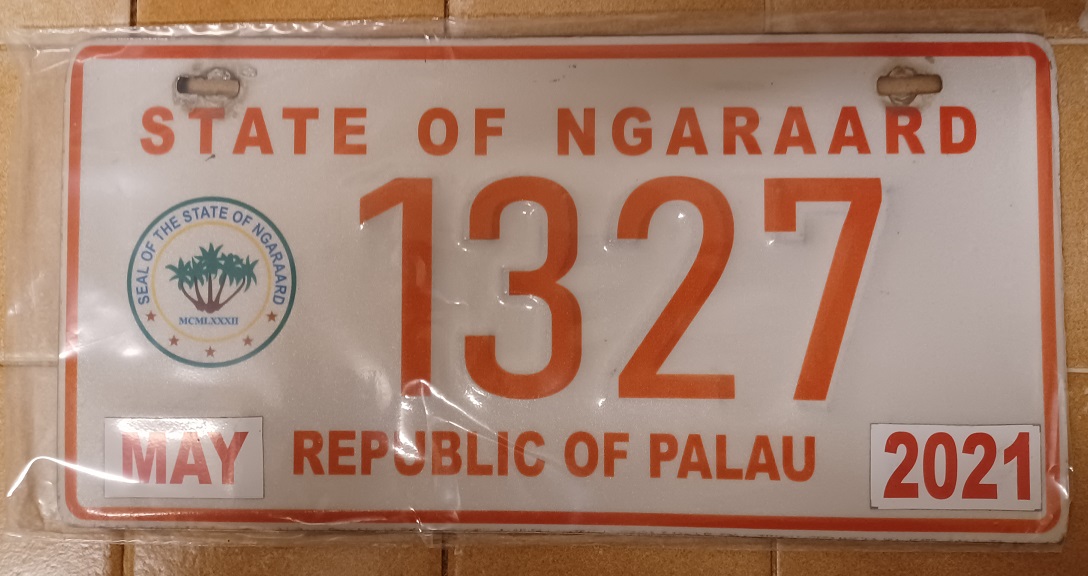 STATE OF NGARAARD
1327
SEAL OF THE STATE OF NGARAARD
MCMLXXXII
MAY
REPUBLIC OF PALAU
2021